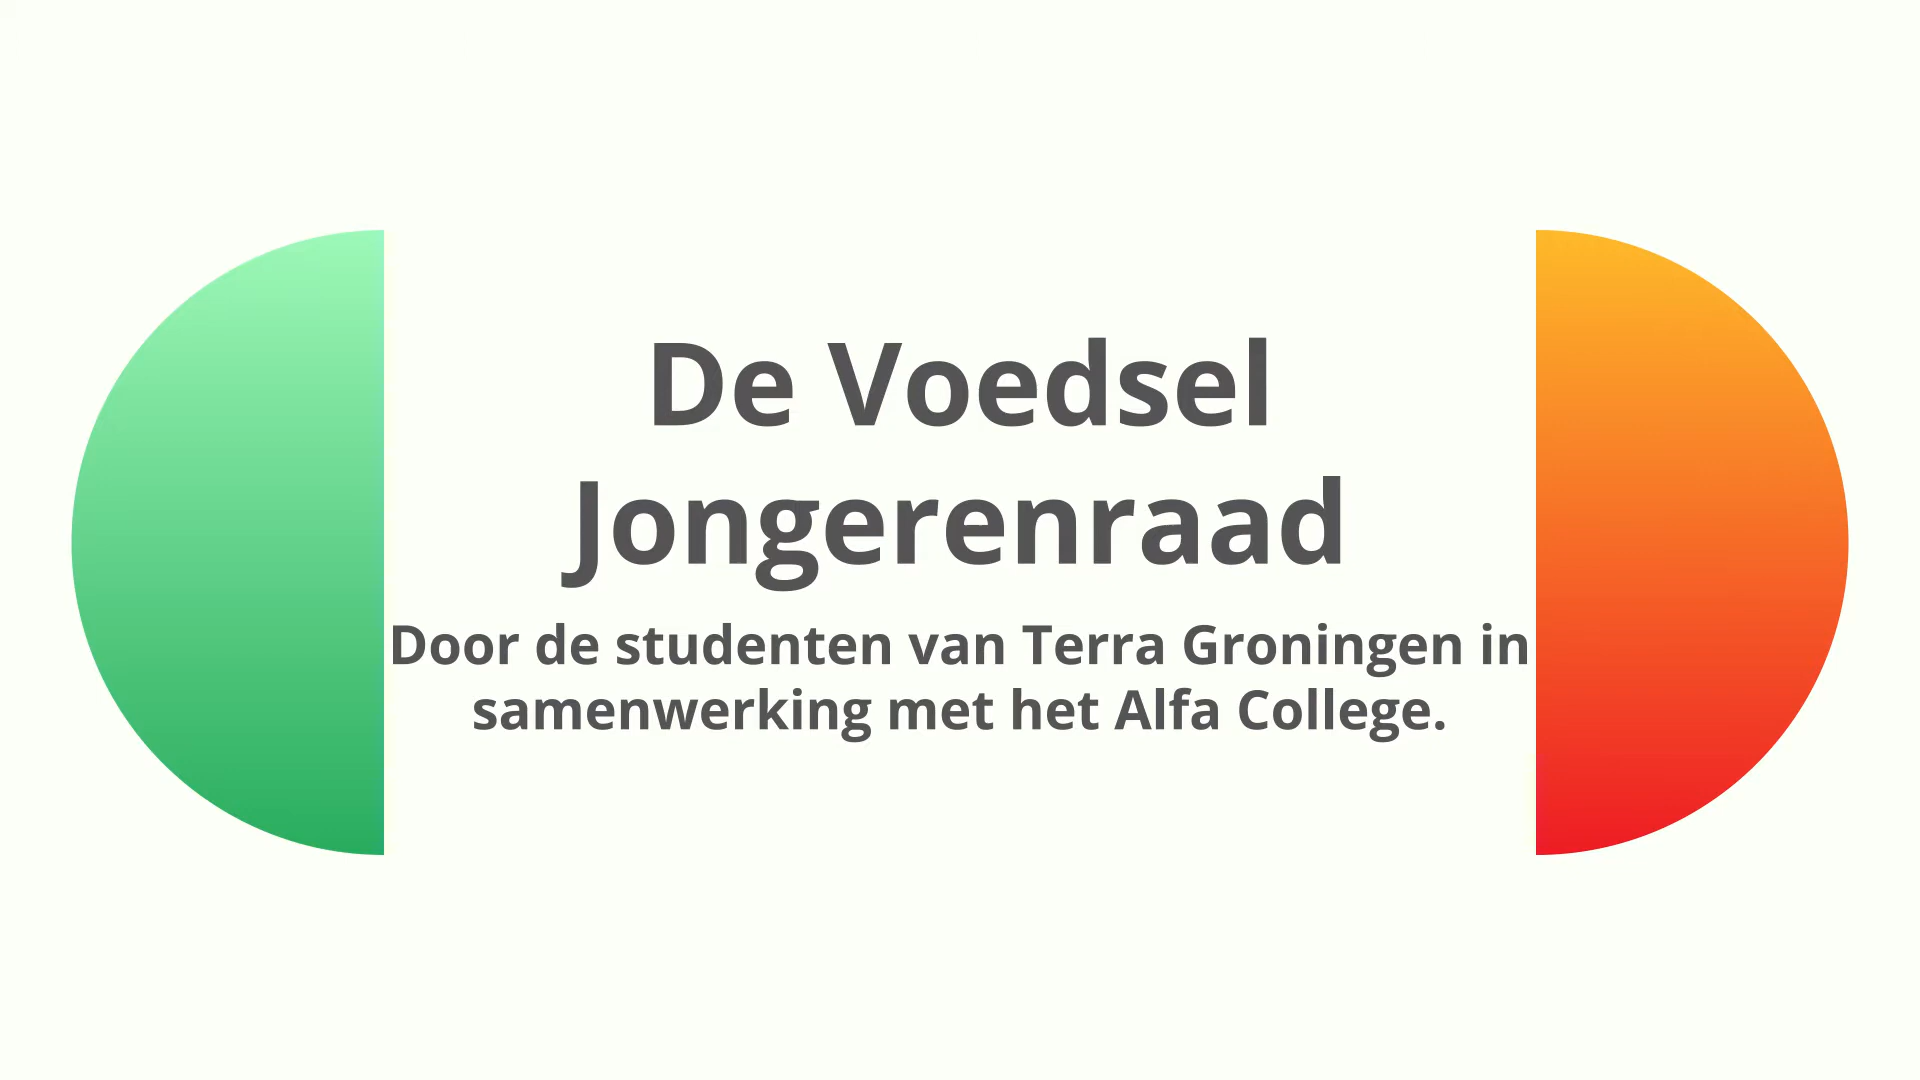 De Voedsel
Jongerenraad
Door de studenten van Terra Groningen in
samenwerking met het Alfa College.